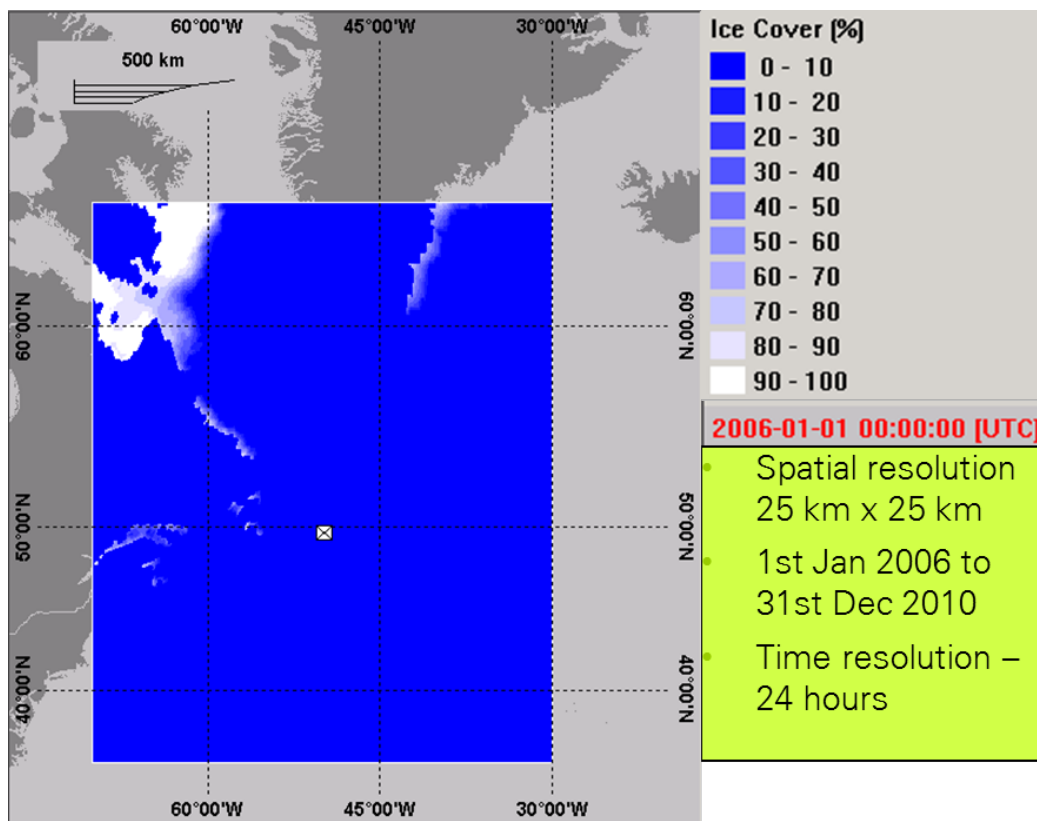 60°00'W 45°00'W 30°00'W
500 km
60°00'N
60°00'N
50°00'N
50°00'N
40°00'N
40°00'N
60°00'W 45°00'W 30°00'W
Ice Cover [%]
0 - 10
10 - 20
20 - 30
30 - 40
40 - 50
50 - 60
60 - 70
70 - 80
80 - 90
90 - 100
2006-01-01 00:00:00 [UTC]
• Spatial resolution
25 km x 25 km
• 1st Jan 2006 to
31st Dec 2010
• Time resolution –
24 hours